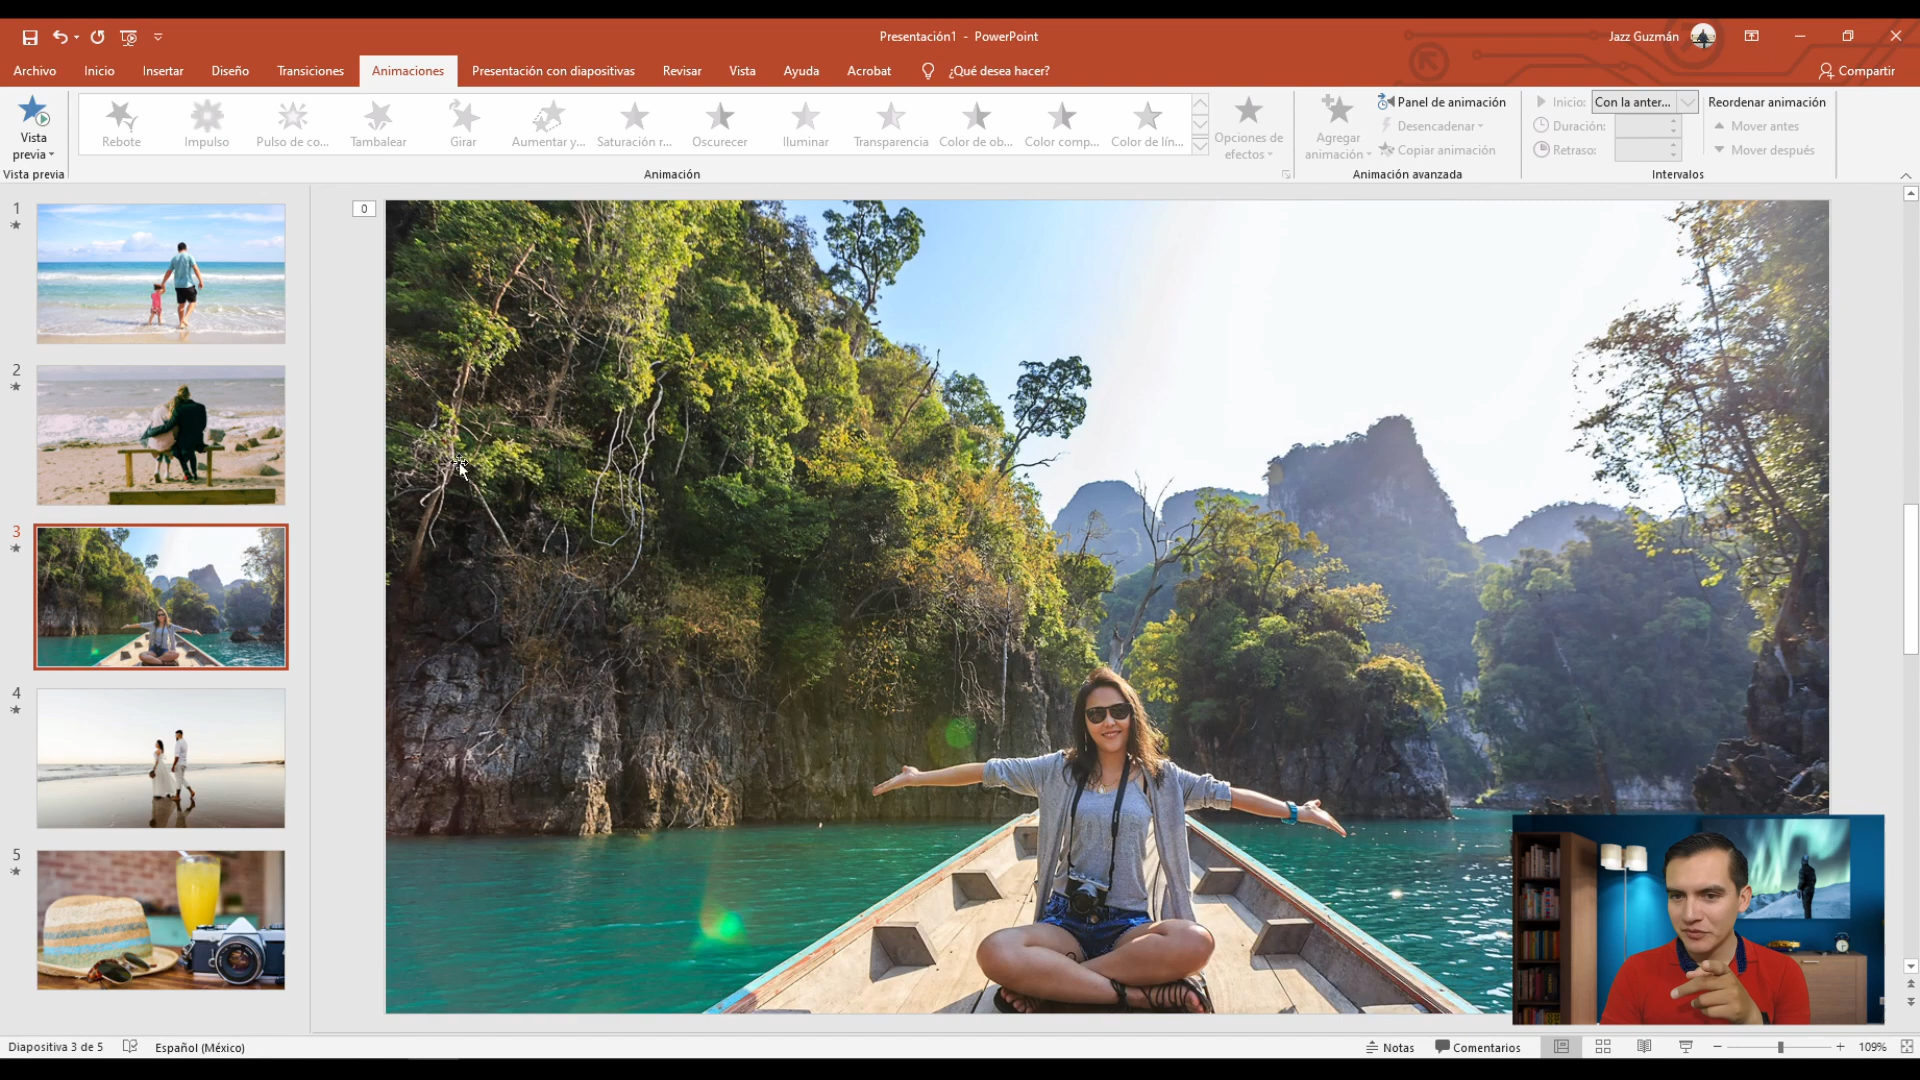 Presentación1 - PowerPoint
Jazz Guzmán
Archivo Inicio Insertar Diseño Transiciones Animaciones Presentación con diapositivas Revisar Vista Ayuda Acrobat ¿Qué desea hacer? Compartir
Vista previa
Rebote Impulso Pulso de co... Tambalear Girar Aumentar y... Saturación r... Oscurecer Iluminar Transparencia Color de ob... Color comp... Color de lín...
Opciones de efectos
Agregar animación
Panel de animación
Desencadenar
Copiar animación
Inicio: Con la anter...
Duración:
Retraso:
Reordenar animación
Mover antes
Mover después
Vista previa Animación Animación avanzada Intervalos
1
2
3
4
5
0
Diapositiva 3 de 5 Español (México) Notas Comentarios 109%